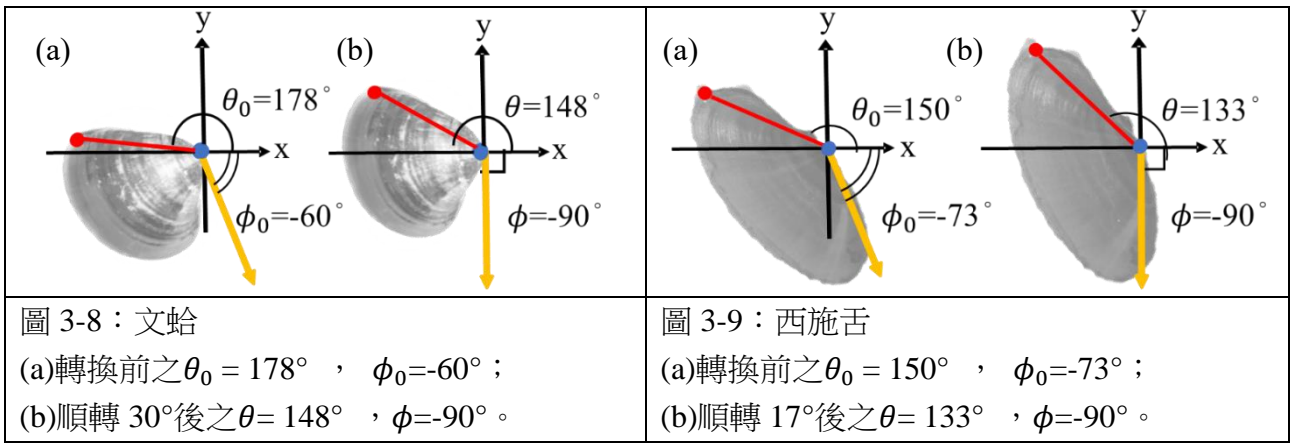 (a)
y
θ₀=178°
x
ϕ₀=-60°
(b)
y
θ=148°
x
ϕ=-90°
(a)
y
θ₀=150°
x
ϕ₀=-73°
(b)
y
θ=133°
x
ϕ=-90°
圖 3-8：文蛤
(a)轉換前之θ₀ = 178° ， ϕ₀=-60°；
(b)順轉 30°後之θ= 148° ，ϕ=-90°。
圖 3-9：西施舌
(a)轉換前之θ₀ = 150° ， ϕ₀=-73°；
(b)順轉 17°後之θ= 133° ，ϕ=-90°。